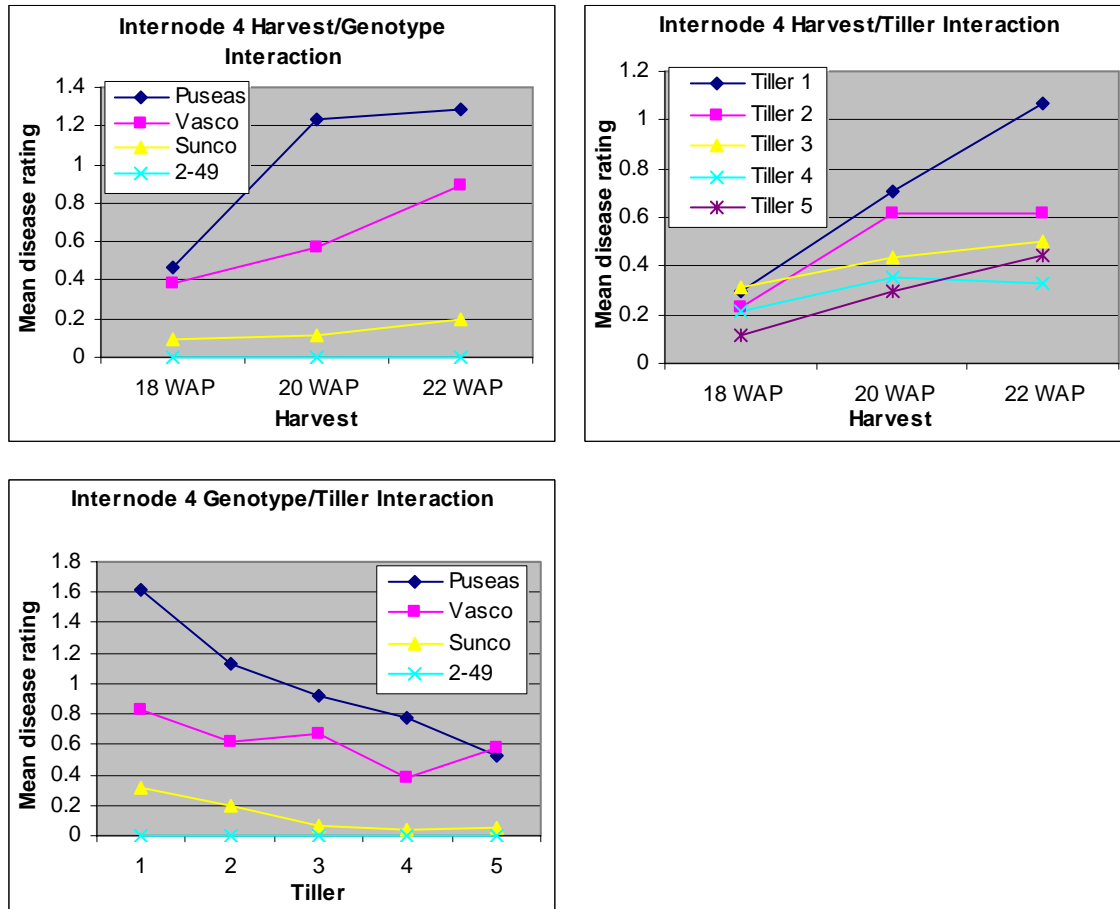 Internode 4 Harvest/Genotype
Interaction
Mean disease rating
1.4
1.2
1
0.8
0.6
0.4
0.2
0
Puseas
Vasco
Sunco
2-49
18 WAP 20 WAP 22 WAP
Harvest
Internode 4 Harvest/Tiller Interaction
Mean disease rating
1.2
1
0.8
0.6
0.4
0.2
0
Tiller 1
Tiller 2
Tiller 3
Tiller 4
Tiller 5
18 WAP 20 WAP 22 WAP
Harvest
Internode 4 Genotype/Tiller Interaction
Mean disease rating
1.8
1.6
1.4
1.2
1
0.8
0.6
0.4
0.2
0
Puseas
Vasco
Sunco
2-49
1 2 3 4 5
Tiller